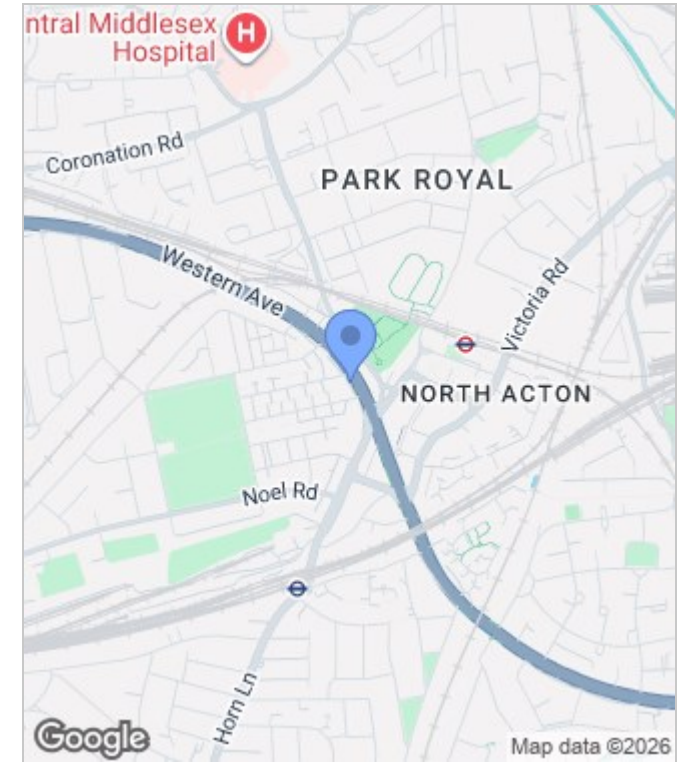 ntral Middlesex
Hospital
H
Coronation Rd
PARK ROYAL
Western Ave
Victoria Rd
NORTH ACTON
Noel Rd
Horn Ln
Google
Map data ©2026